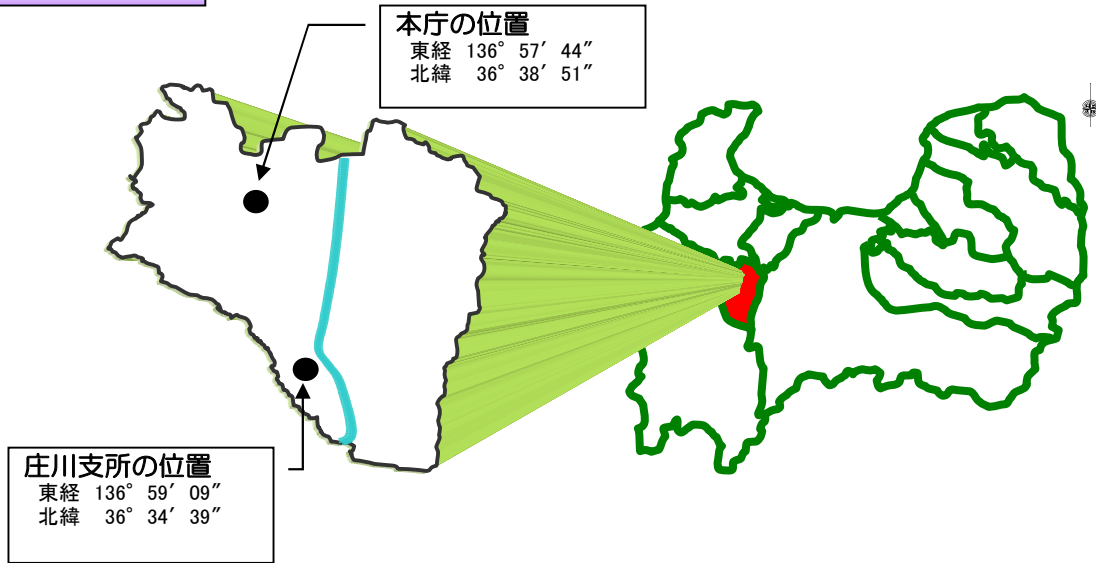 本庁の位置
東経 136° 57′ 44″
北緯 36° 38′ 51″
庄川支所の位置
東経 136° 59′ 09″
北緯 36° 34′ 39″